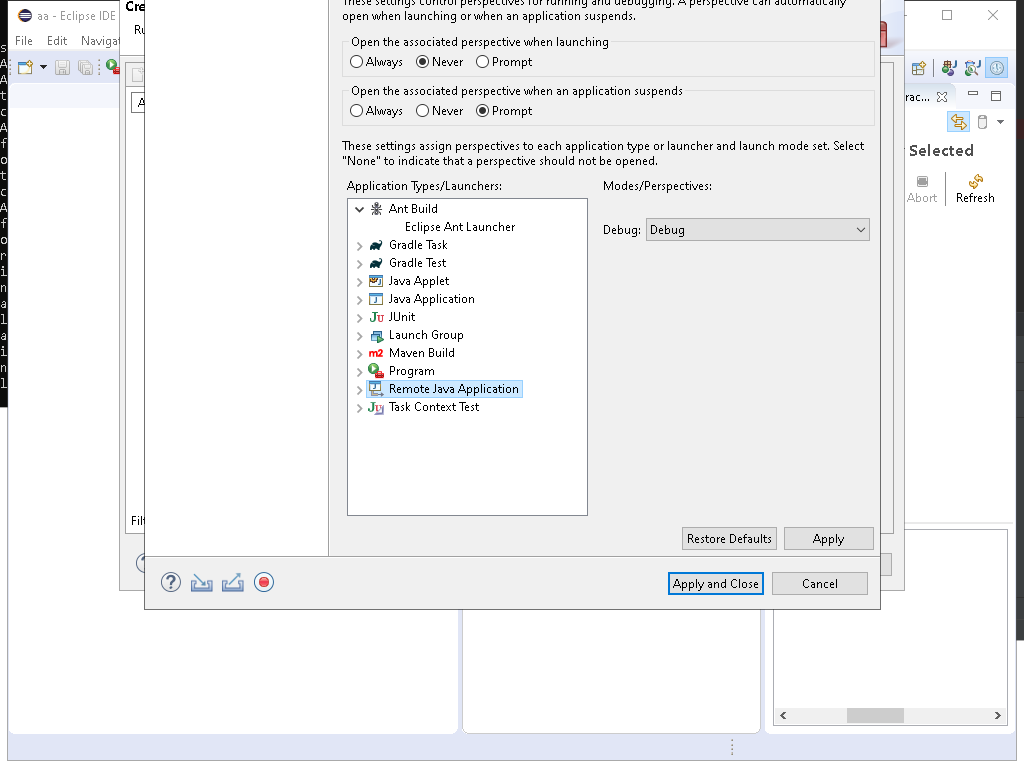 aa - Eclipse IDE
File Edit Navigat
Cre
Ru
These settings control perspectives for running and debugging. A perspective can automatically
open when launching or when an application suspends.
Open the associated perspective when launching
Always Never Prompt
Open the associated perspective when an application suspends
Always Never Prompt
These settings assign perspectives to each application type or launcher and launch mode set. Select
"None" to indicate that a perspective should not be opened.
Application Types/Launchers:
Modes/Perspectives:
Ant Build
Eclipse Ant Launcher
Gradle Task
Gradle Test
Java Applet
Java Application
JUnit
Launch Group
Maven Build
Program
Remote Java Application
Task Context Test
Debug: Debug
Restore Defaults Apply
Apply and Close Cancel
Filt
rac...
Selected
Abort Refresh